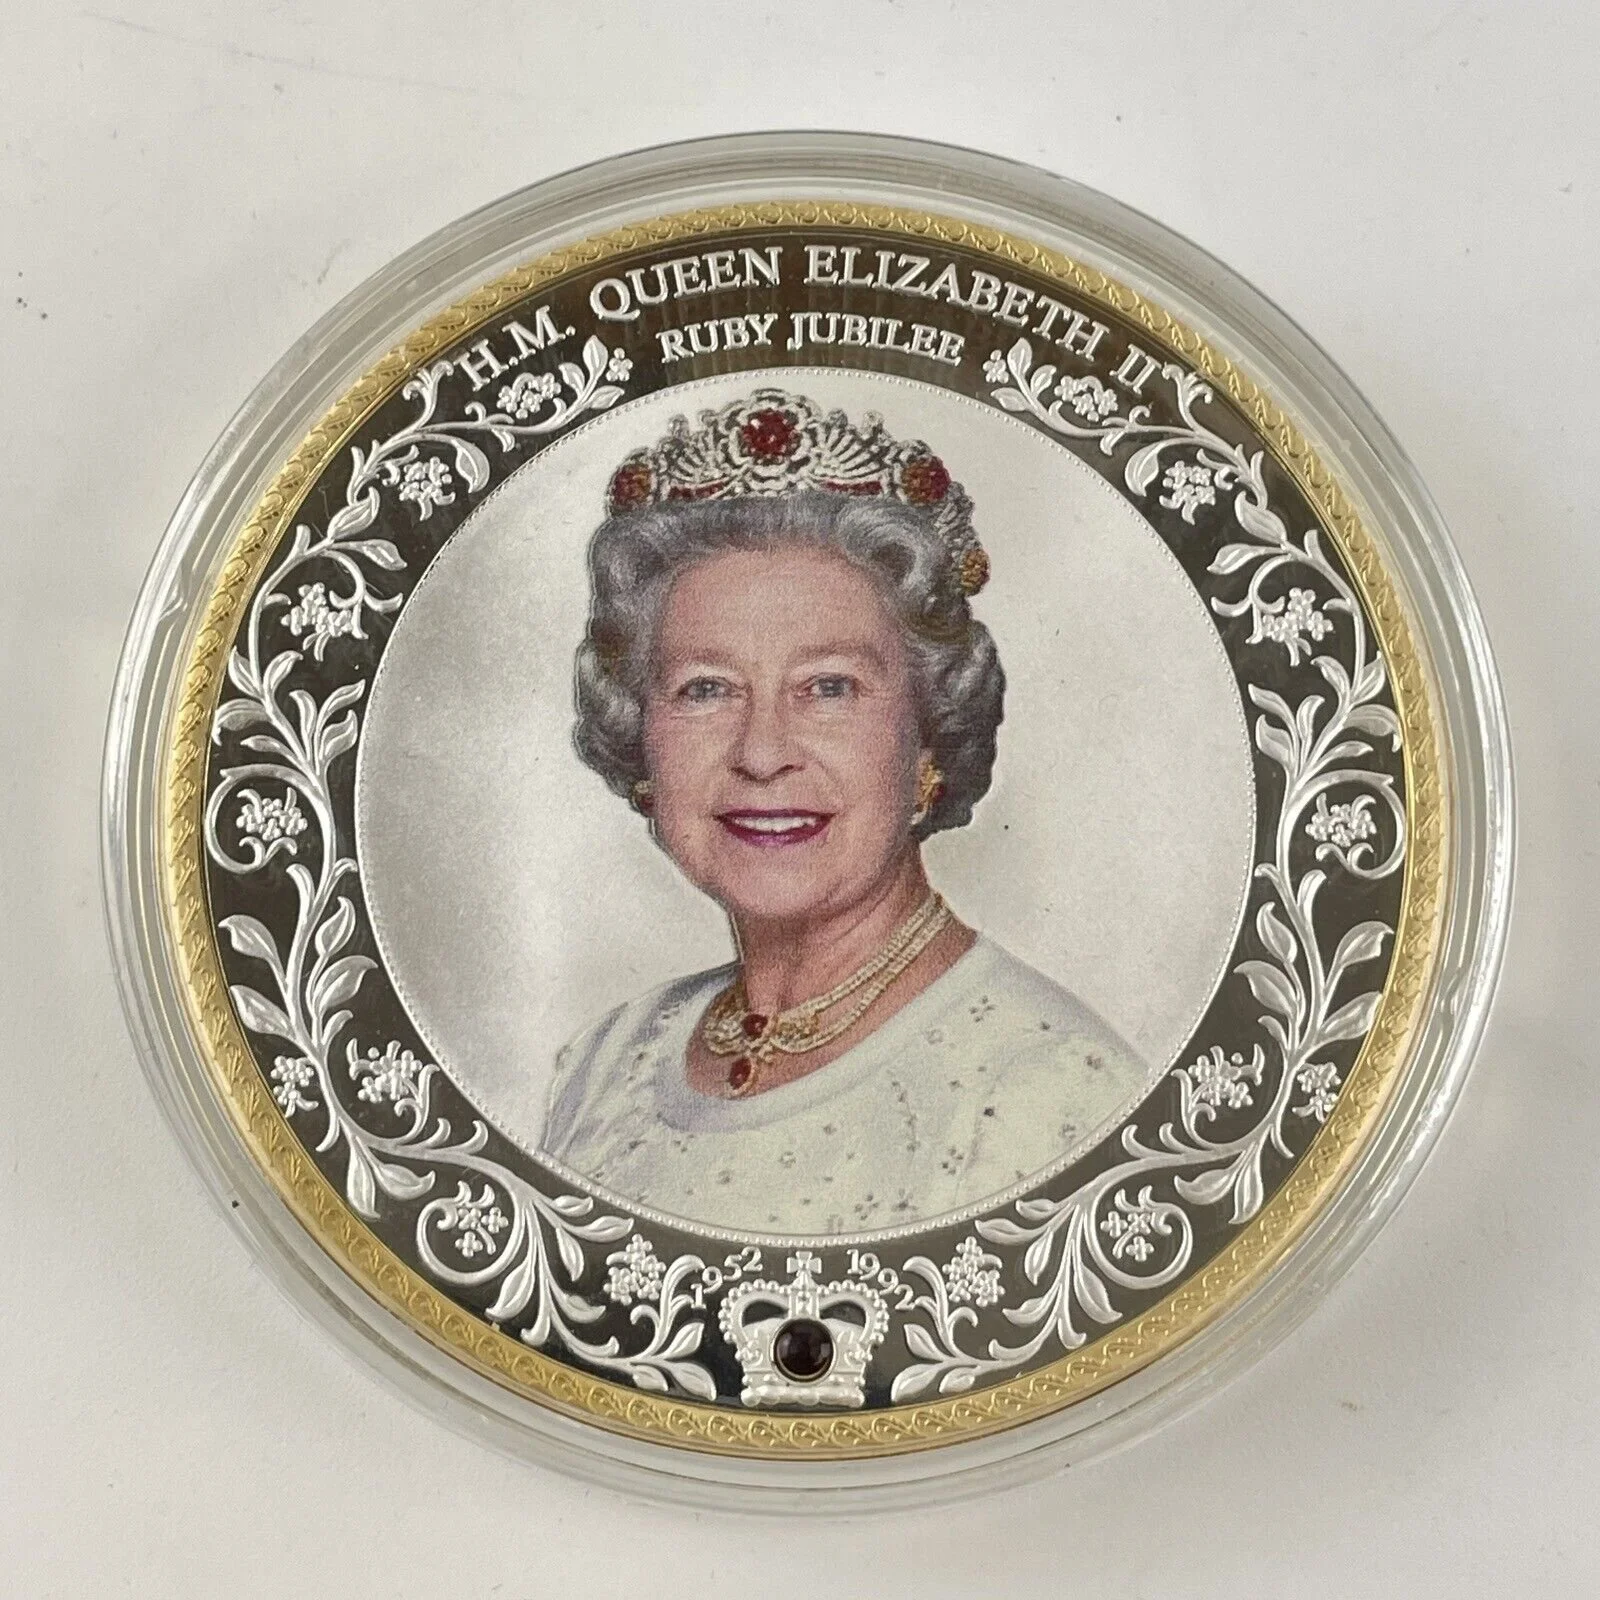 H.M. QUEEN ELIZABETH II
RUBY JUBILEE
1952 1992